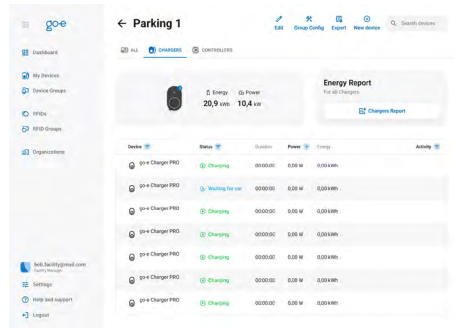 go-e
Parking 1
Edit
Group Config
Export
New device
Search devices
Dashboard
ALL
CHARGERS
CONTROLLERS
My Devices
Device Groups
Energy
Power
20,9 kWh
10,4 kW
Energy Report
For all Chargers
Chargers Report
RFIDs
RFID Groups
Organizations
Device Status Duration Power Energy Activity
go-e Charger PRO Charging 00:00:00 0,00 W 0,00 kWh
go-e Charger PRO Waiting for car 00:00:00 0,00 W 0,00 kWh
go-e Charger PRO Charging 00:00:00 0,00 W 0,00 kWh
go-e Charger PRO Charging 00:00:00 0,00 W 0,00 kWh
go-e Charger PRO Charging 00:00:00 0,00 W 0,00 kWh
go-e Charger PRO Charging 00:00:00 0,00 W 0,00 kWh
go-e Charger PRO Charging 00:00:00 0,00 W 0,00 kWh
bob.facility@gmail.com
Facility Manager
Settings
Help and support
Logout